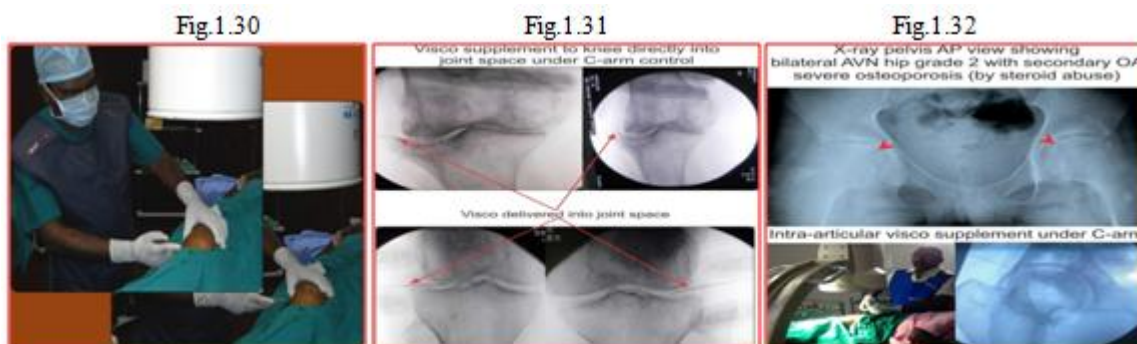 Fig.1.30
Fig.1.31
Fig.1.32
Visco supplement to knee directly into
joint space under C-arm control
Visco delivered into joint space
X-ray pelvis AP view showing
bilateral AVN hip grade 2 with secondary OA
severe osteoporosis (by steroid abuse)
Intra-articular visco supplement under C-arm